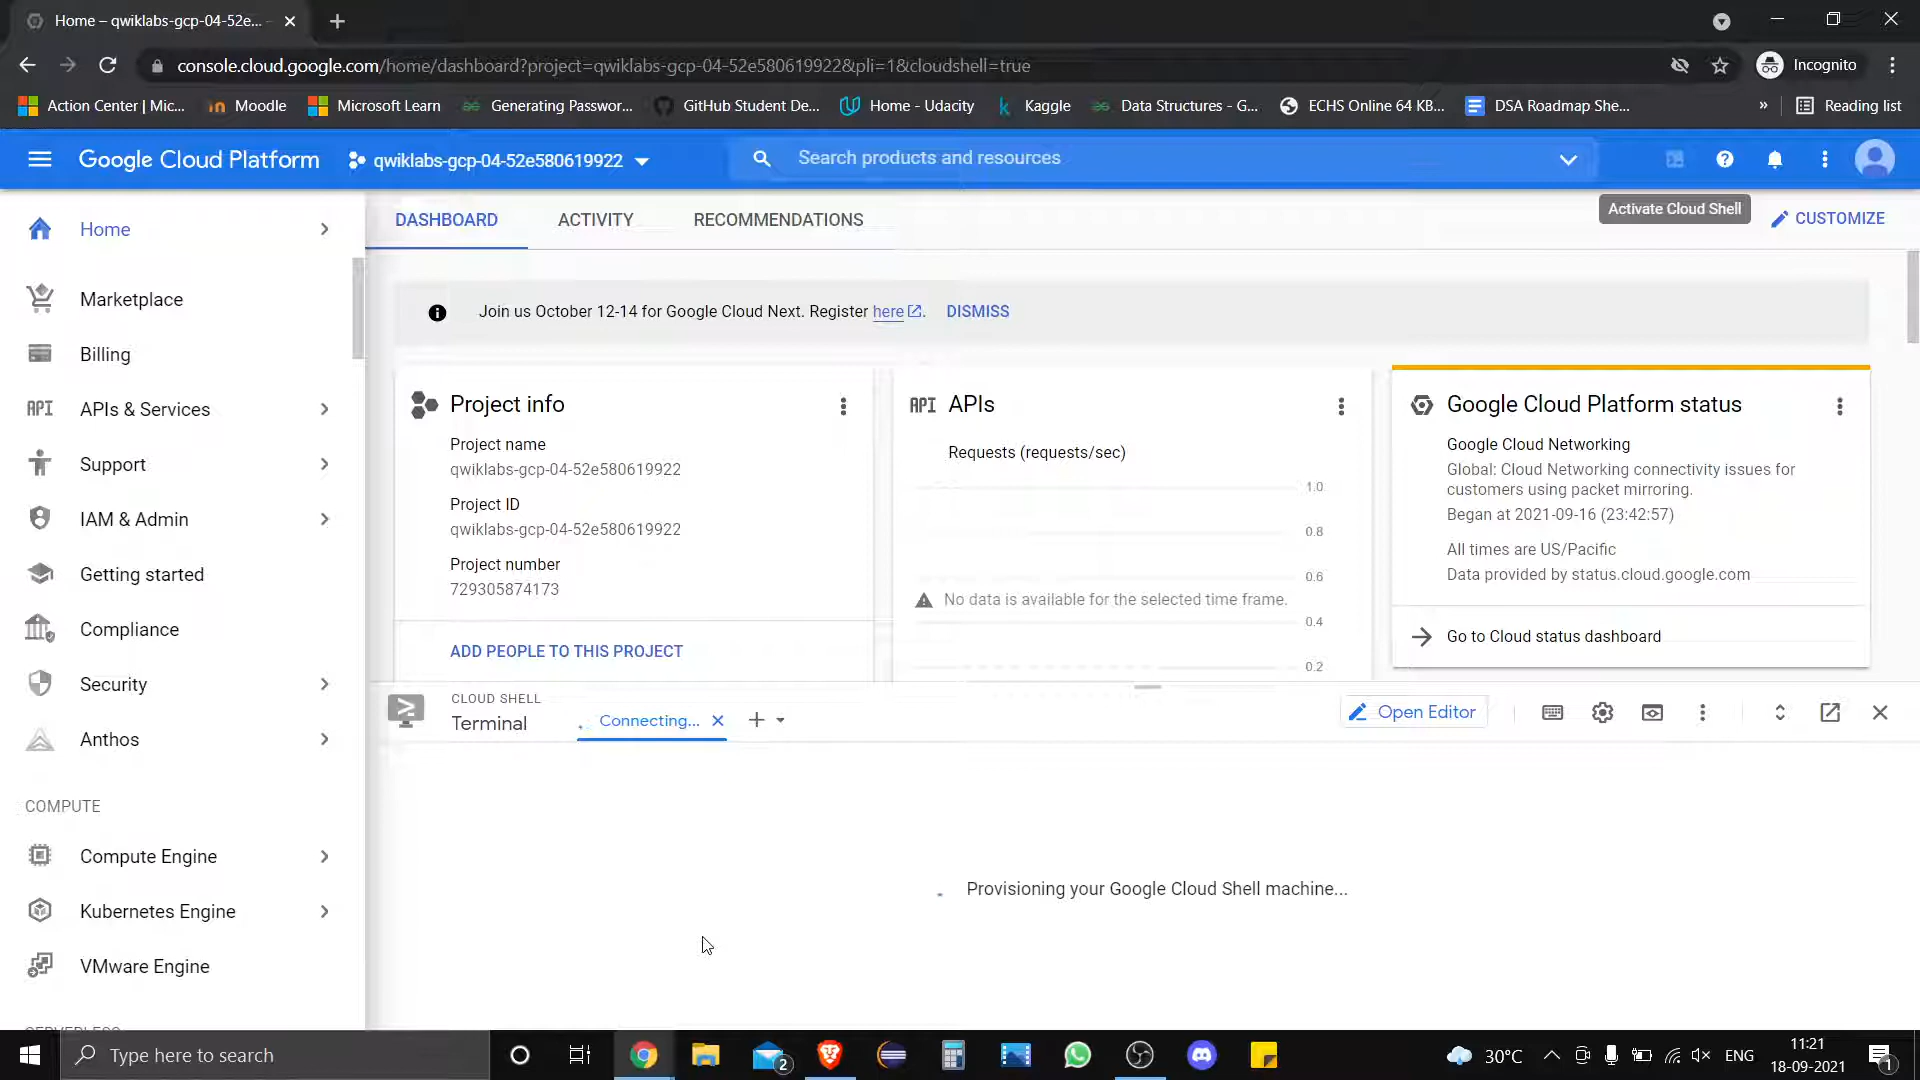 Home – qwiklabs-gcp-04-52e...
console.cloud.google.com/home/dashboard?project=qwiklabs-gcp-04-52e580619922&pli=1&cloudshell=true
Incognito
Action Center | Mic...
Moodle
Microsoft Learn
Generating Passwor...
GitHub Student De...
Home - Udacity
Kaggle
Data Structures - G...
ECHS Online 64 KB...
DSA Roadmap She...
»
Reading list
Google Cloud Platform
qwiklabs-gcp-04-52e580619922
Search products and resources
Activate Cloud Shell
Home
Marketplace
Billing
APIs & Services
Support
IAM & Admin
Getting started
Compliance
Security
Anthos
COMPUTE
Compute Engine
Kubernetes Engine
VMware Engine
DASHBOARD
ACTIVITY
RECOMMENDATIONS
CUSTOMIZE
Join us October 12-14 for Google Cloud Next. Register here. DISMISS
Project info
Project name
qwiklabs-gcp-04-52e580619922
Project ID
qwiklabs-gcp-04-52e580619922
Project number
729305874173
ADD PEOPLE TO THIS PROJECT
API APIs
Requests (requests/sec)
1.0
0.8
0.6
No data is available for the selected time frame.
0.4
0.2
Google Cloud Platform status
Google Cloud Networking
Global: Cloud Networking connectivity issues for
customers using packet mirroring.
Began at 2021-09-16 (23:42:57)
All times are US/Pacific
Data provided by status.cloud.google.com
Go to Cloud status dashboard
CLOUD SHELL
Terminal
Connecting...
Open Editor
Provisioning your Google Cloud Shell machine...
Type here to search
2
30°C
ENG
11:21
18-09-2021
1